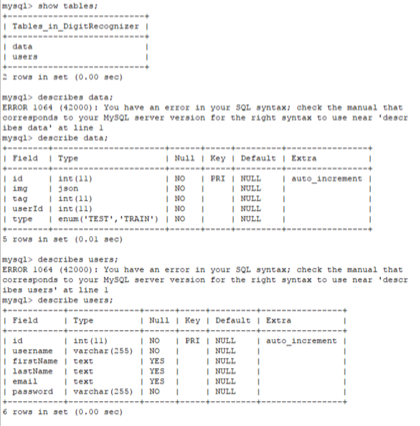 mysql> show tables;
+--------------------------+
| Tables_in_DigitRecognizer |
+--------------------------+
| data |
| users |
+--------------------------+
2 rows in set (0.00 sec)
mysql> describes data;
ERROR 1064 (42000): You have an error in your SQL syntax; check the manual that
corresponds to your MySQL server version for the right syntax to use near 'descr
ibes data' at line 1
mysql> describe data;
+--------+----------------------+------+-----+---------+----------------+
| Field | Type | Null | Key | Default | Extra |
+--------+----------------------+------+-----+---------+----------------+
| id | int(11) | NO | PRI | NULL | auto_increment |
| img | json | NO | | NULL | |
| tag | int(11) | NO | | NULL | |
| userId | int(11) | NO | | NULL | |
| type | enum('TEST','TRAIN') | NO | | NULL | |
+--------+----------------------+------+-----+---------+----------------+
5 rows in set (0.01 sec)
mysql> describes users;
ERROR 1064 (42000): You have an error in your SQL syntax; check the manual that
corresponds to your MySQL server version for the right syntax to use near 'descr
ibes users' at line 1
mysql> describe users;
+-----------+--------------+------+-----+---------+----------------+
| Field | Type | Null | Key | Default | Extra |
+-----------+--------------+------+-----+---------+----------------+
| id | int(11) | NO | PRI | NULL | auto_increment |
| username | varchar(255) | NO | | NULL | |
| firstName | text | YES | | NULL | |
| lastName | text | YES | | NULL | |
| email | text | YES | | NULL | |
| password | varchar(255) | NO | | NULL | |
+-----------+--------------+------+-----+---------+----------------+
6 rows in set (0.00 sec)